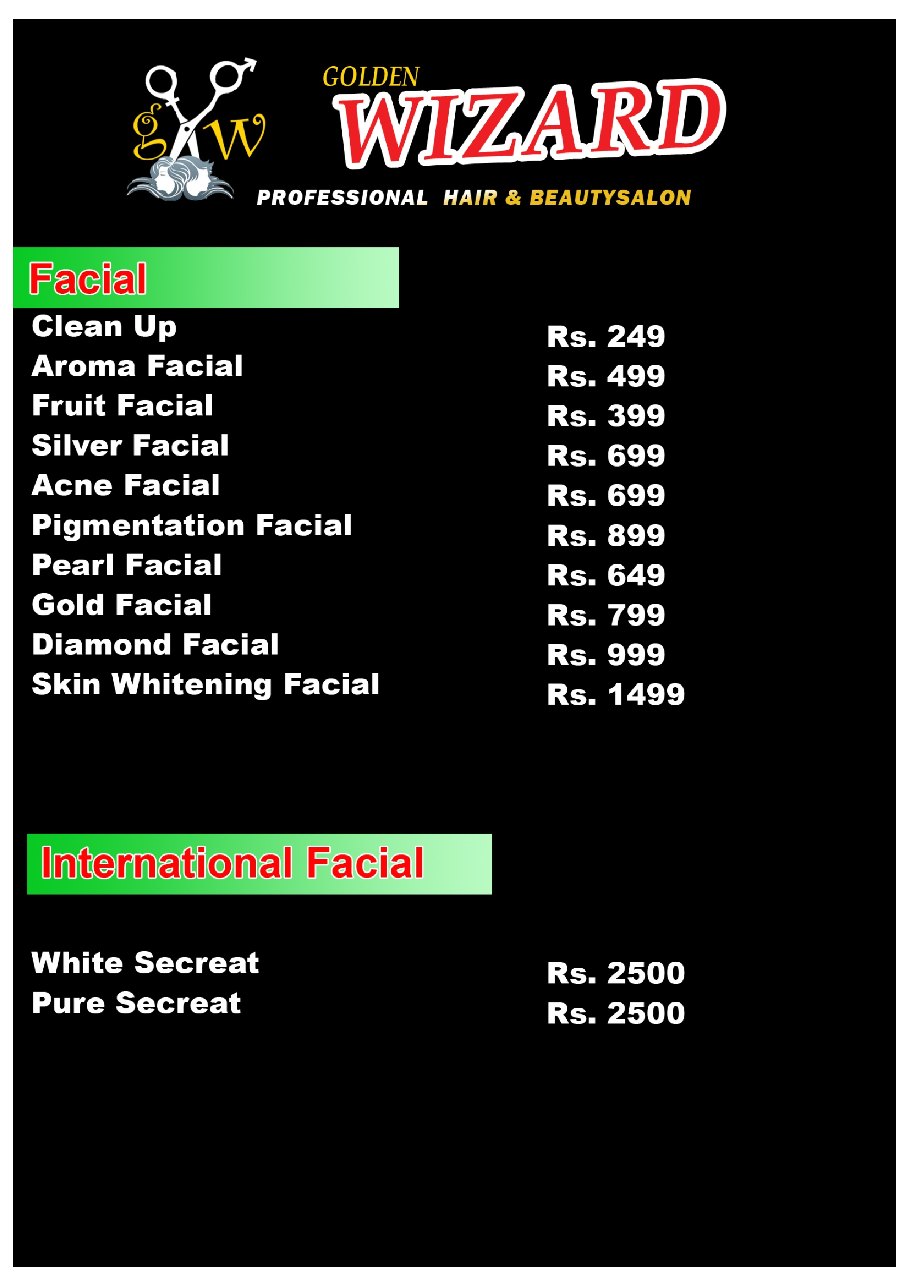 g w
GOLDEN
WIZARD
PROFESSIONAL HAIR & BEAUTYSALON
Facial
Clean Up Rs. 249
Aroma Facial Rs. 499
Fruit Facial Rs. 399
Silver Facial Rs. 699
Acne Facial Rs. 699
Pigmentation Facial Rs. 899
Pearl Facial Rs. 649
Gold Facial Rs. 799
Diamond Facial Rs. 999
Skin Whitening Facial Rs. 1499
International Facial
White Secreat Rs. 2500
Pure Secreat Rs. 2500